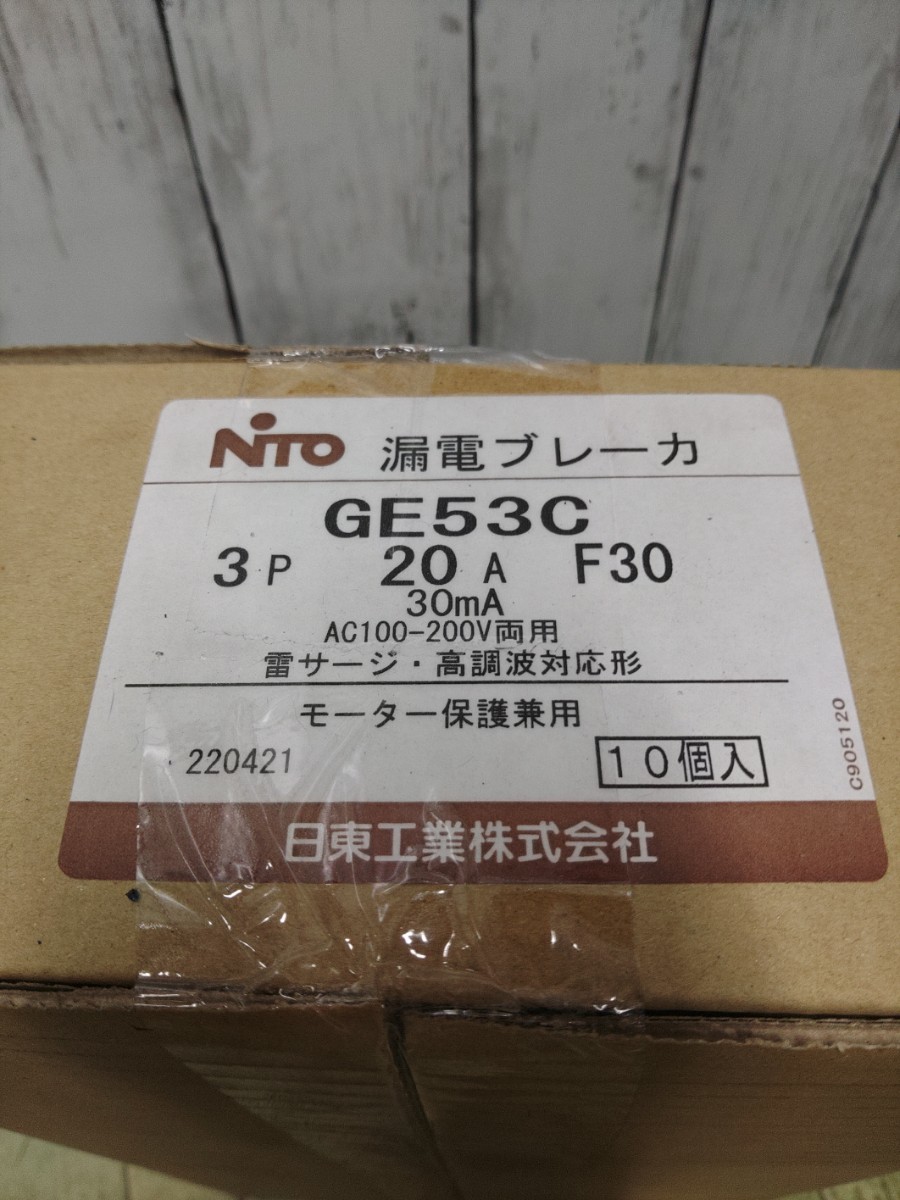 NiTO 漏電ブレーカ
GE53C
3P 20A F30
30mA
AC100-200V両用
雷サージ・高調波対応形
モーター保護兼用
220421 10個入
C905120
日東工業株式会社